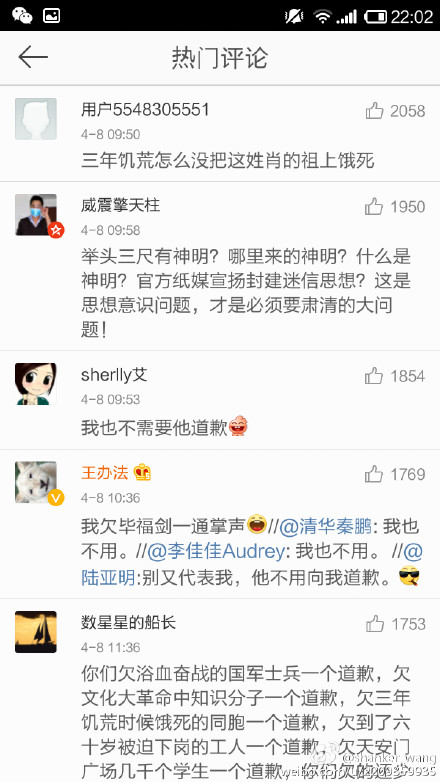 22:02
热门评论
用户5548305551
2058
4-8 09:50
三年饥荒怎么没把这姓肖的祖上饿死
威震擎天柱
1950
4-8 09:58
举头三尺有神明？哪里来的神明？什么是
神明？官方纸媒宣扬封建迷信思想？这是
思想意识问题，才是必须要肃清的大问
题！
sherlly艾
1854
4-8 09:53
我也不需要他道歉
王办法
1769
4-8 10:36
我欠毕福剑一通掌声//@清华秦鹏: 我也
不用。//@李佳佳Audrey: 我也不用。 //@
陆亚明:别又代表我，他不用向我道歉。
数星星的船长
1753
4-8 11:36
你们欠浴血奋战的国军士兵一个道歉，欠
文化大革命中知识分子一个道歉，欠三年
饥荒时候饿死的同胞一个道歉，欠到了六
十岁被迫下岗的工人一个道歉，欠天安门
广场几千个学生一个道歉，你们欠的还多
@shanker_wang